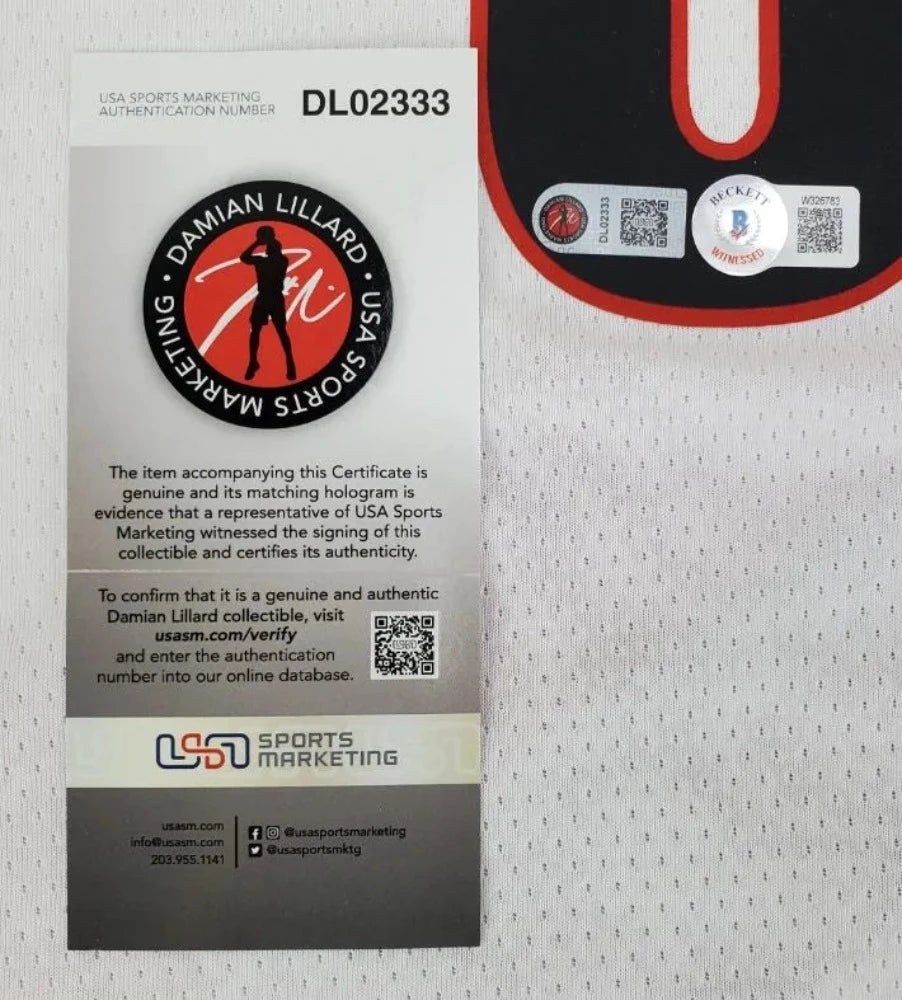 USA SPORTS MARKETING
AUTHENTICATION NUMBER
DL02333
DAMIAN LILLARD · USA SPORTS MARKETING ·
The item accompanying this Certificate is
genuine and its matching hologram is
evidence that a representative of USA Sports
Marketing witnessed the signing of this
collectible and certifies its authenticity.
To confirm that it is a genuine and authentic
Damian Lillard collectible, visit
usasm.com/verify
and enter the authentication
number into our online database.
USA SPORTS
MARKETING
usasm.com
info@usasm.com
203.955.1141
@usasportsmarketing
@usasportsmktg
DL02333
BECKETT
B
WITNESSED
W326783